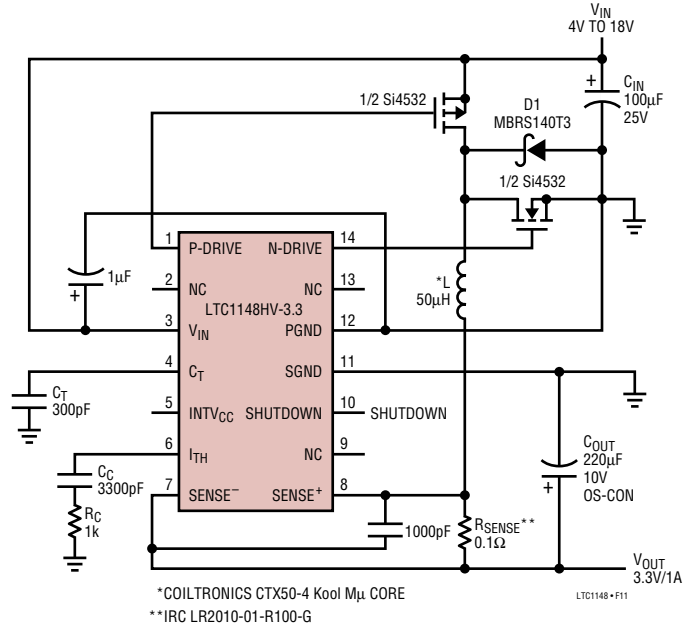 VIN
4V TO 18V
1/2 Si4532
+
CIN
100µF
25V
D1
MBRS140T3
1/2 Si4532
1µF
+
1
P-DRIVE
N-DRIVE
14
2
NC
NC
13
LTC1148HV-3.3
3
VIN
PGND
12
4
CT
SGND
11
5
INTVCC
SHUTDOWN
10
SHUTDOWN
6
ITH
NC
9
7
SENSE–
SENSE+
8
*L
50µH
CT
300pF
CC
3300pF
RC
1k
1000pF
RSENSE**
0.1Ω
COUT
220µF
10V
OS-CON
+
VOUT
3.3V/1A
*COILTRONICS CTX50-4 Kool Mµ CORE
**IRC LR2010-01-R100-G
LTC1148 • F11